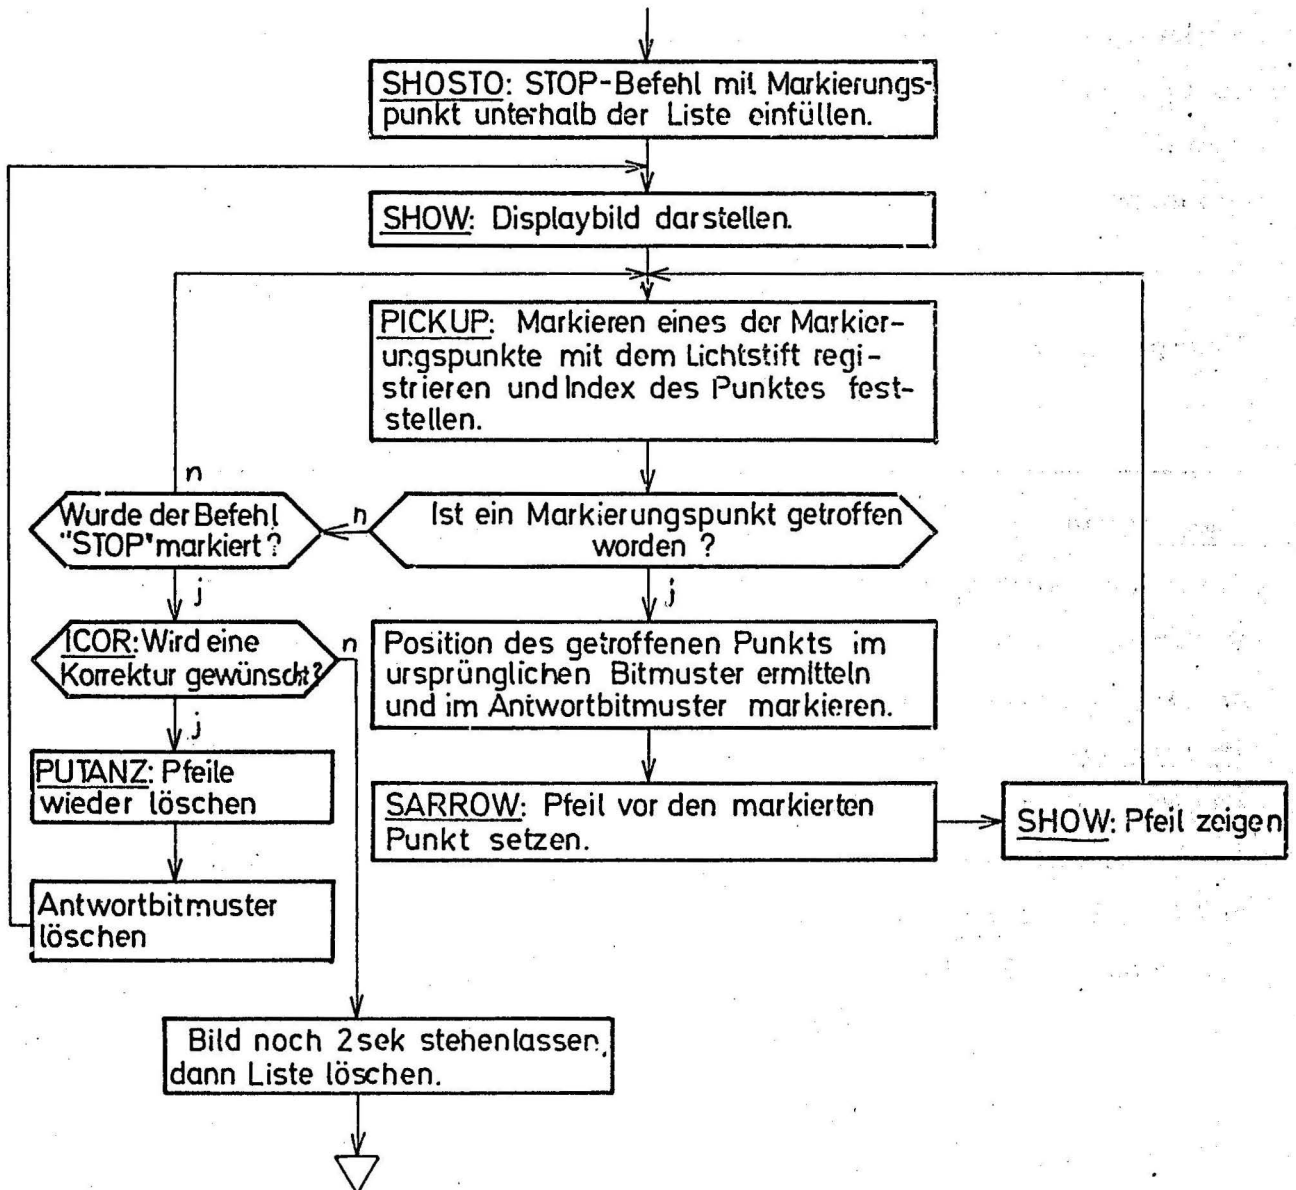 SHOSTO: STOP-Befehl mit Markierungs-
punkt unterhalb der Liste einfüllen.
SHOW: Displaybild darstellen.
PICKUP: Markieren eines der Markier-
ungspunkte mit dem Lichtstift regi-
strieren und Index des Punktes fest-
stellen.
n
Wurde der Befehl
"STOP" markiert?
n
Ist ein Markierungspunkt getroffen
worden ?
j
j
ICOR: Wird eine
Korrektur gewünscht?
n
Position des getroffenen Punkts im
ursprünglichen Bitmuster ermitteln
und im Antwortbitmuster markieren.
j
PUTANZ: Pfeile
wieder löschen
SARROW: Pfeil vor den markierten
Punkt setzen.
SHOW: Pfeil zeigen
Antwortbitmuster
löschen
Bild noch 2sek stehenlassen,
dann Liste löschen.